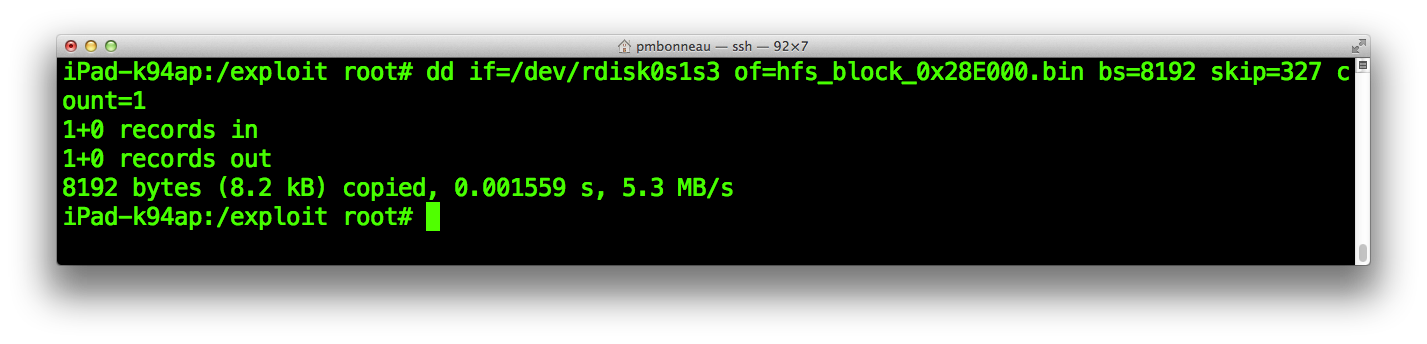 pmbonneau — ssh — 92×7
iPad-k94ap:/exploit root# dd if=/dev/rdisk0s1s3 of=hfs_block_0x28E000.bin bs=8192 skip=327 c
ount=1
1+0 records in
1+0 records out
8192 bytes (8.2 kB) copied, 0.001559 s, 5.3 MB/s
iPad-k94ap:/exploit root#